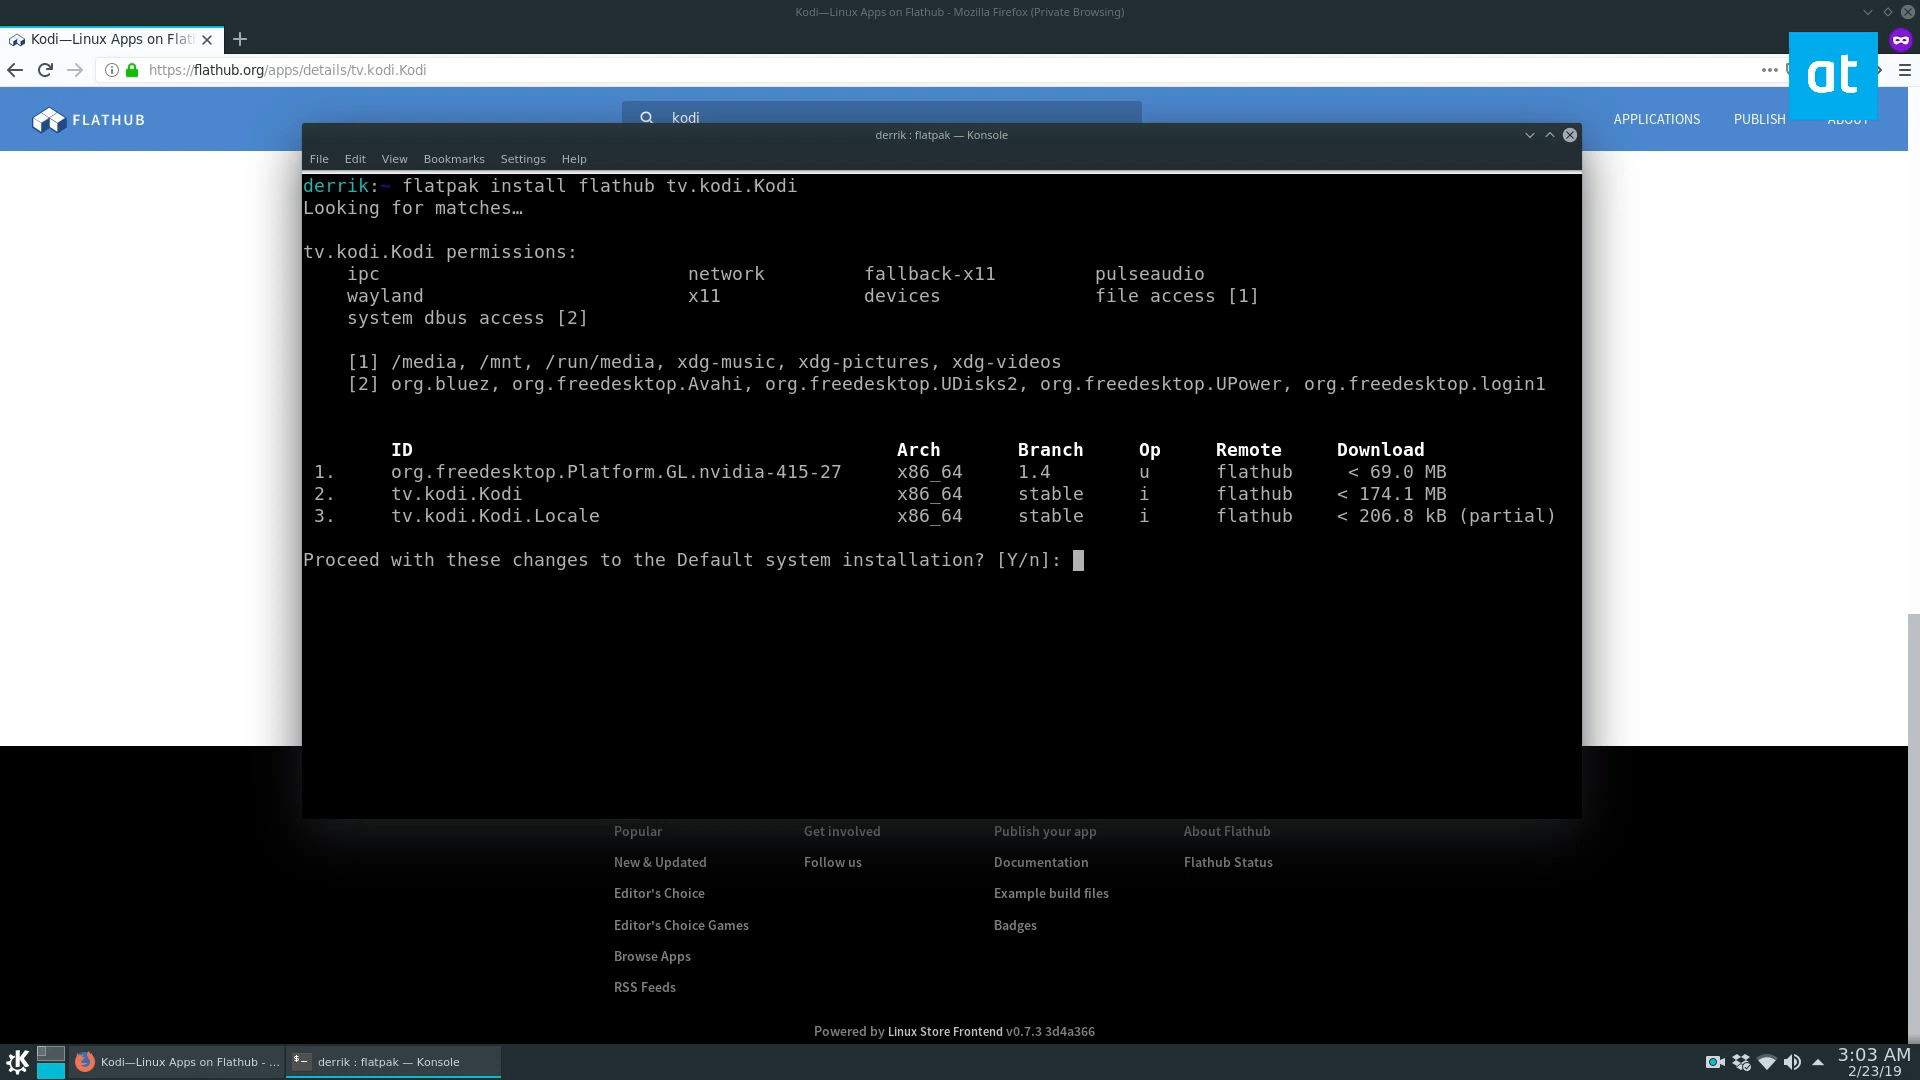 Kodi—Linux Apps on Flathub - Mozilla Firefox (Private Browsing)
Kodi—Linux Apps on Flat
https://flathub.org/apps/details/tv.kodi.Kodi
at
FLATHUB
kodi
APPLICATIONS
PUBLISH
ABOUT
derrik : flatpak — Konsole
File Edit View Bookmarks Settings Help
derrik:~ flatpak install flathub tv.kodi.Kodi
Looking for matches…
tv.kodi.Kodi permissions:
ipc network fallback-x11 pulseaudio
wayland x11 devices file access [1]
system dbus access [2]
[1] /media, /mnt, /run/media, xdg-music, xdg-pictures, xdg-videos
[2] org.bluez, org.freedesktop.Avahi, org.freedesktop.UDisks2, org.freedesktop.UPower, org.freedesktop.login1
ID Arch Branch Op Remote Download
1. org.freedesktop.Platform.GL.nvidia-415-27 x86_64 1.4 u flathub < 69.0 MB
2. tv.kodi.Kodi x86_64 stable i flathub < 174.1 MB
3. tv.kodi.Kodi.Locale x86_64 stable i flathub < 206.8 kB (partial)
Proceed with these changes to the Default system installation? [Y/n]:
Popular Get involved Publish your app About Flathub
New & Updated Follow us Documentation Flathub Status
Editor's Choice Example build files
Editor's Choice Games Badges
Browse Apps
RSS Feeds
Powered by Linux Store Frontend v0.7.3 3d4a366
Kodi—Linux Apps on Flathub - ...
derrik : flatpak — Konsole
3:03 AM
2/23/19